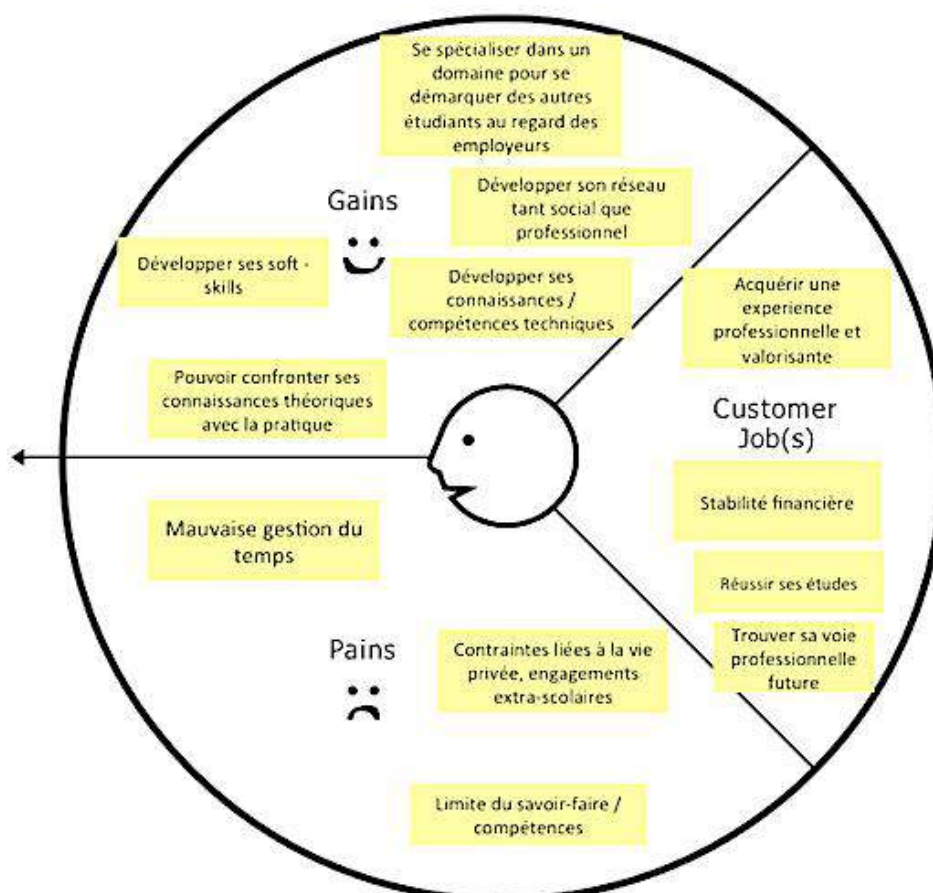 Se spécialiser dans un
domaine pour se
démarquer des autres
étudiants au regard des
employeurs
Gains
Développer son réseau
tant social que
professionnel
Développer ses soft -
skills
Développer ses
connaissances /
compétences techniques
Pouvoir confronter ses
connaissances théoriques
avec la pratique
Acquérir une
experience
professionnelle et
valorisante
Customer
Job(s)
Stabilité financière
Réussir ses études
Trouver sa voie
professionnelle
future
Mauvaise gestion du
temps
Pains
Contraintes liées à la vie
privée, engagements
extra-scolaires
Limite du savoir-faire /
compétences